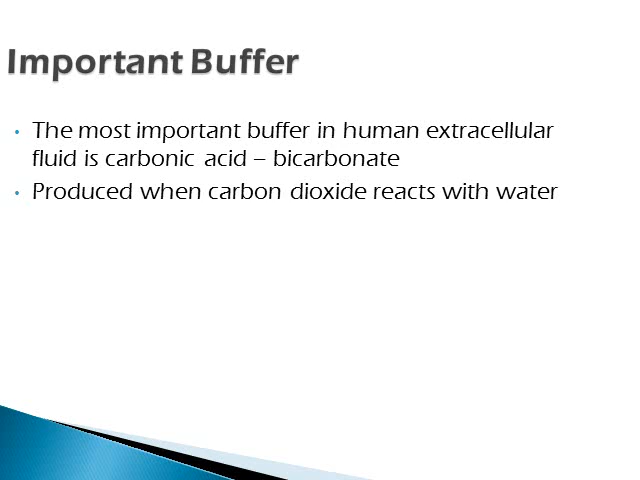 Important Buffer
• The most important buffer in human extracellular
fluid is carbonic acid – bicarbonate
• Produced when carbon dioxide reacts with water